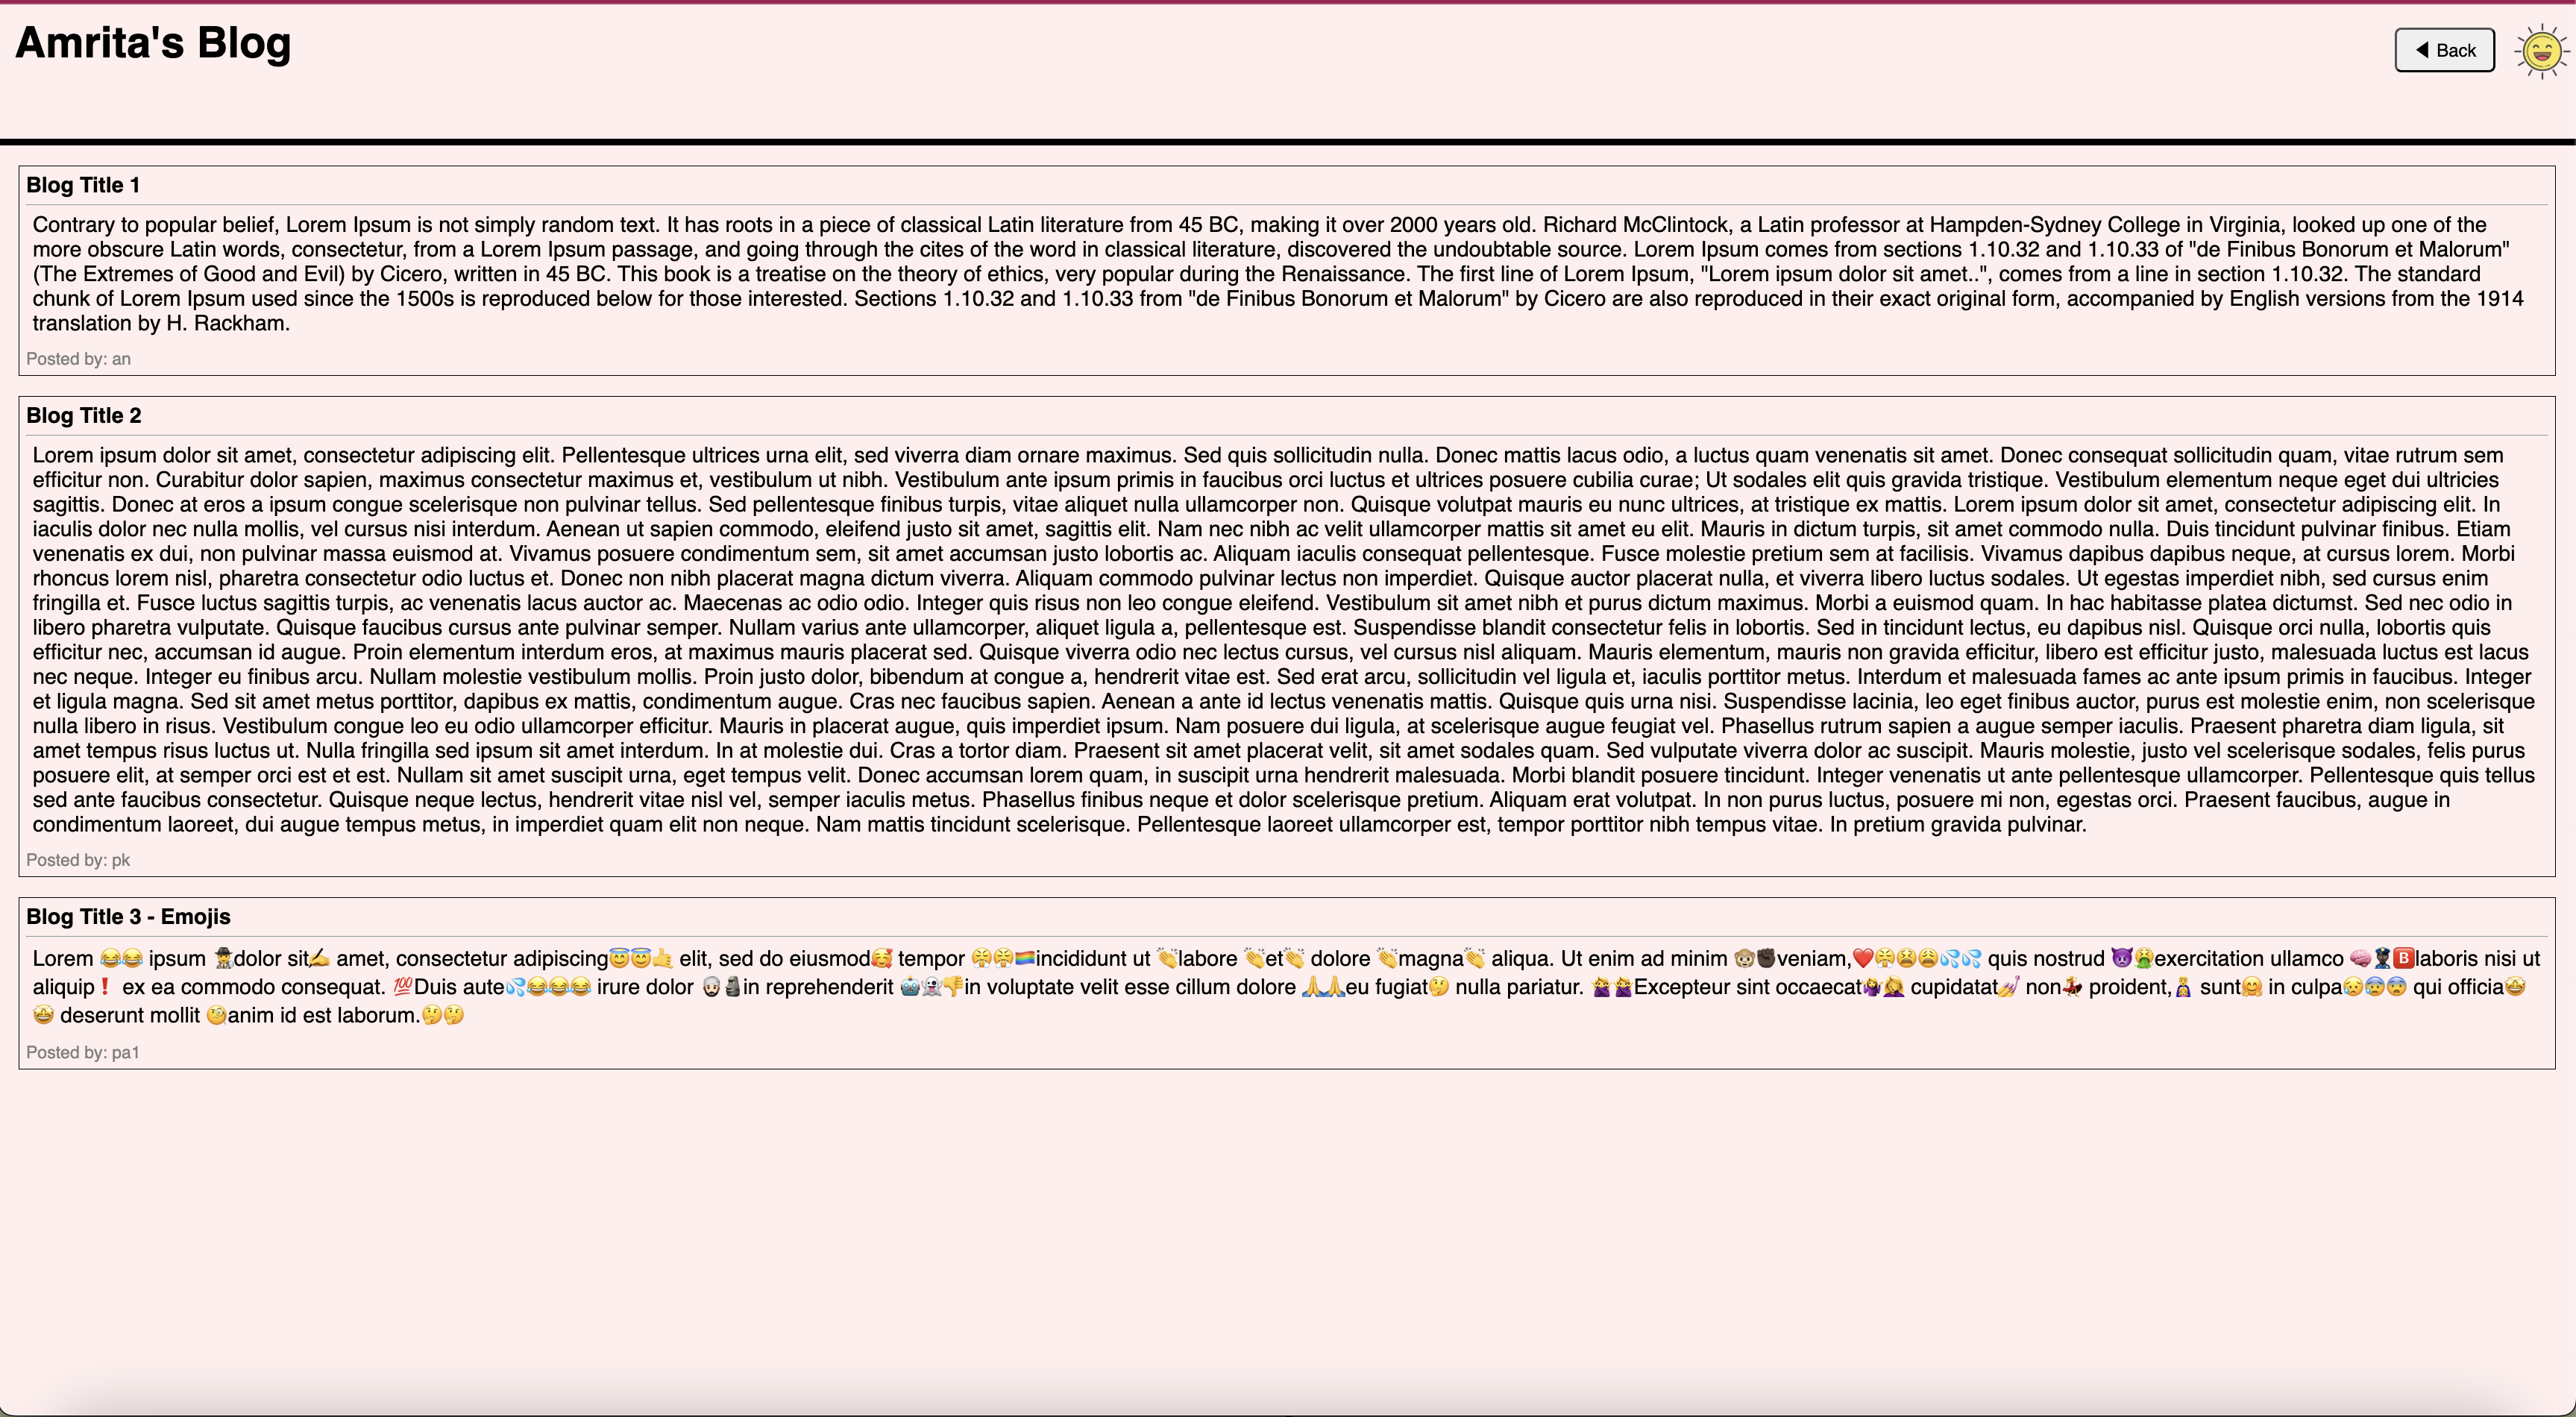 Amrita's Blog
◀ Back
Blog Title 1
Contrary to popular belief, Lorem Ipsum is not simply random text. It has roots in a piece of classical Latin literature from 45 BC, making it over 2000 years old. Richard McClintock, a Latin professor at Hampden-Sydney College in Virginia, looked up one of the
more obscure Latin words, consectetur, from a Lorem Ipsum passage, and going through the cites of the word in classical literature, discovered the undoubtable source. Lorem Ipsum comes from sections 1.10.32 and 1.10.33 of "de Finibus Bonorum et Malorum"
(The Extremes of Good and Evil) by Cicero, written in 45 BC. This book is a treatise on the theory of ethics, very popular during the Renaissance. The first line of Lorem Ipsum, "Lorem ipsum dolor sit amet..", comes from a line in section 1.10.32. The standard
chunk of Lorem Ipsum used since the 1500s is reproduced below for those interested. Sections 1.10.32 and 1.10.33 from "de Finibus Bonorum et Malorum" by Cicero are also reproduced in their exact original form, accompanied by English versions from the 1914
translation by H. Rackham.
Posted by: an
Blog Title 2
Lorem ipsum dolor sit amet, consectetur adipiscing elit. Pellentesque ultrices urna elit, sed viverra diam ornare maximus. Sed quis sollicitudin nulla. Donec mattis lacus odio, a luctus quam venenatis sit amet. Donec consequat sollicitudin quam, vitae rutrum sem
efficitur non. Curabitur dolor sapien, maximus consectetur maximus et, vestibulum ut nibh. Vestibulum ante ipsum primis in faucibus orci luctus et ultrices posuere cubilia curae; Ut sodales elit quis gravida tristique. Vestibulum elementum neque eget dui ultricies
sagittis. Donec at eros a ipsum congue scelerisque non pulvinar tellus. Sed pellentesque finibus turpis, vitae aliquet nulla ullamcorper non. Quisque volutpat mauris eu nunc ultrices, at tristique ex mattis. Lorem ipsum dolor sit amet, consectetur adipiscing elit. In
iaculis dolor nec nulla mollis, vel cursus nisi interdum. Aenean ut sapien commodo, eleifend justo sit amet, sagittis elit. Nam nec nibh ac velit ullamcorper mattis sit amet eu elit. Mauris in dictum turpis, sit amet commodo nulla. Duis tincidunt pulvinar finibus. Etiam
venenatis ex dui, non pulvinar massa euismod at. Vivamus posuere condimentum sem, sit amet accumsan justo lobortis ac. Aliquam iaculis consequat pellentesque. Fusce molestie pretium sem at facilisis. Vivamus dapibus dapibus neque, at cursus lorem. Morbi
rhoncus lorem nisl, pharetra consectetur odio luctus et. Donec non nibh placerat magna dictum viverra. Aliquam commodo pulvinar lectus non imperdiet. Quisque auctor placerat nulla, et viverra libero luctus sodales. Ut egestas imperdiet nibh, sed cursus enim
fringilla et. Fusce luctus sagittis turpis, ac venenatis lacus auctor ac. Maecenas ac odio odio. Integer quis risus non leo congue eleifend. Vestibulum sit amet nibh et purus dictum maximus. Morbi a euismod quam. In hac habitasse platea dictumst. Sed nec odio in
libero pharetra vulputate. Quisque faucibus cursus ante pulvinar semper. Nullam varius ante ullamcorper, aliquet ligula a, pellentesque est. Suspendisse blandit consectetur felis in lobortis. Sed in tincidunt lectus, eu dapibus nisl. Quisque orci nulla, lobortis quis
efficitur nec, accumsan id augue. Proin elementum interdum eros, at maximus mauris placerat sed. Quisque viverra odio nec lectus cursus, vel cursus nisl aliquam. Mauris elementum, mauris non gravida efficitur, libero est efficitur justo, malesuada luctus est lacus
nec neque. Integer eu finibus arcu. Nullam molestie vestibulum mollis. Proin justo dolor, bibendum at congue a, hendrerit vitae est. Sed erat arcu, sollicitudin vel ligula et, iaculis porttitor metus. Interdum et malesuada fames ac ante ipsum primis in faucibus. Integer
et ligula magna. Sed sit amet metus porttitor, dapibus ex mattis, condimentum augue. Cras nec faucibus sapien. Aenean a ante id lectus venenatis mattis. Quisque quis urna nisi. Suspendisse lacinia, leo eget finibus auctor, purus est molestie enim, non scelerisque
nulla libero in risus. Vestibulum congue leo eu odio ullamcorper efficitur. Mauris in placerat augue, quis imperdiet ipsum. Nam posuere dui ligula, at scelerisque augue feugiat vel. Phasellus rutrum sapien a augue semper iaculis. Praesent pharetra diam ligula, sit
amet tempus risus luctus ut. Nulla fringilla sed ipsum sit amet interdum. In at molestie dui. Cras a tortor diam. Praesent sit amet placerat velit, sit amet sodales quam. Sed vulputate viverra dolor ac suscipit. Mauris molestie, justo vel scelerisque sodales, felis purus
posuere elit, at semper orci est et est. Nullam sit amet suscipit urna, eget tempus velit. Donec accumsan lorem quam, in suscipit urna hendrerit malesuada. Morbi blandit posuere tincidunt. Integer venenatis ut ante pellentesque ullamcorper. Pellentesque quis tellus
sed ante faucibus consectetur. Quisque neque lectus, hendrerit vitae nisl vel, semper iaculis metus. Phasellus finibus neque et dolor scelerisque pretium. Aliquam erat volutpat. In non purus luctus, posuere mi non, egestas orci. Praesent faucibus, augue in
condimentum laoreet, dui augue tempus metus, in imperdiet quam elit non neque. Nam mattis tincidunt scelerisque. Pellentesque laoreet ullamcorper est, tempor porttitor nibh tempus vitae. In pretium gravida pulvinar.
Posted by: pk
Blog Title 3 - Emojis
Lorem 😂😂 ipsum 🕵️dolor sit✍️ amet, consectetur adipiscing😇😇🤙 elit, sed do eiusmod🥰 tempor 😤😤🏳️‍🌈incididunt ut 👏labore 👏et👏 dolore 👏magna👏 aliqua. Ut enim ad minim 🐵✊🏿veniam,❤️😤😫😩💦💦 quis nostrud 👿🤮exercitation ullamco 🧠👮🏿🅱️laboris nisi ut
aliquip❗ ex ea commodo consequat. 💯Duis aute💦😂😂😂 irure dolor 👳🏻🗿in reprehenderit 🤖👻👎in voluptate velit esse cillum dolore 🙏🙏eu fugiat🤔 nulla pariatur. 🙅‍♀️🙅‍♀️Excepteur sint occaecat🤷‍♀️🤦‍♀️ cupidatat💅 non💃 proident,👸 sunt🤗 in culpa😥😰😨 qui officia🤩
🤩 deserunt mollit 🧐anim id est laborum.🤔🤔
Posted by: pa1